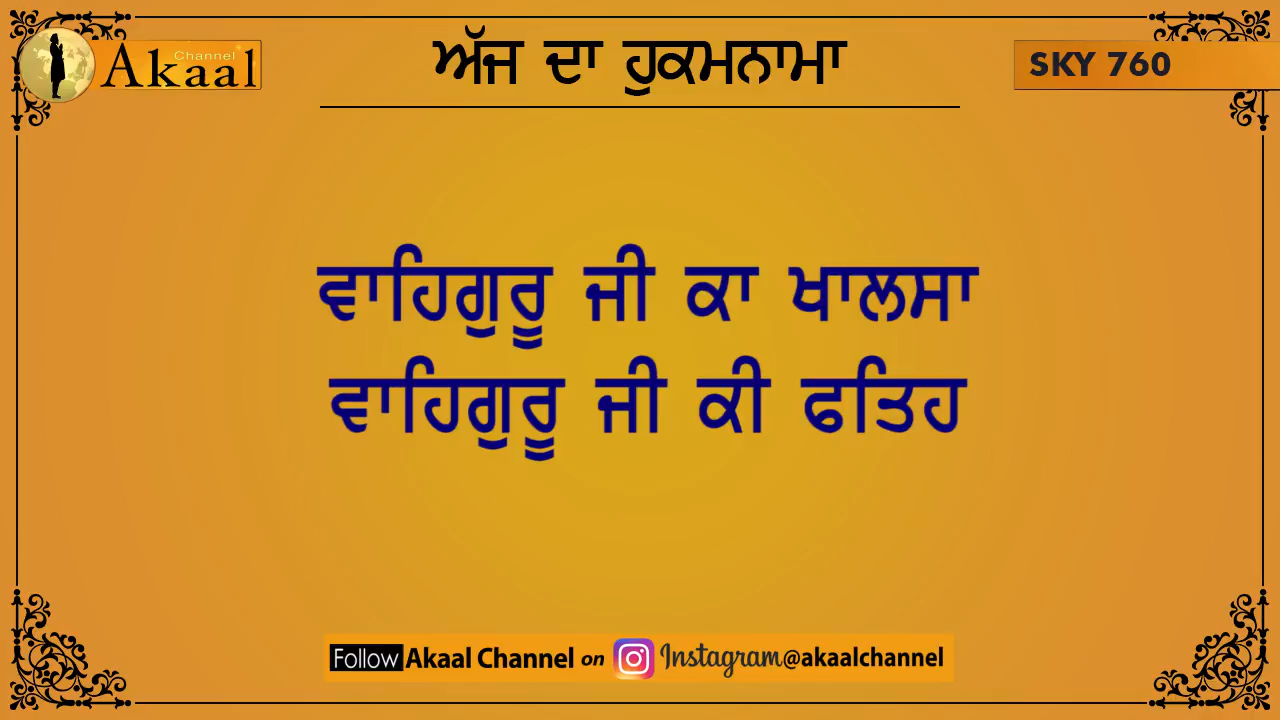 Channel
Akaal
ਅੱਜ ਦਾ ਹੁਕਮਨਾਮਾ
SKY 760
ਵਾਹਿਗੁਰੂ ਜੀ ਕਾ ਖਾਲਸਾ
ਵਾਹਿਗੁਰੂ ਜੀ ਕੀ ਫਤਿਹ
Follow Akaal Channel on Instagram@akaalchannel